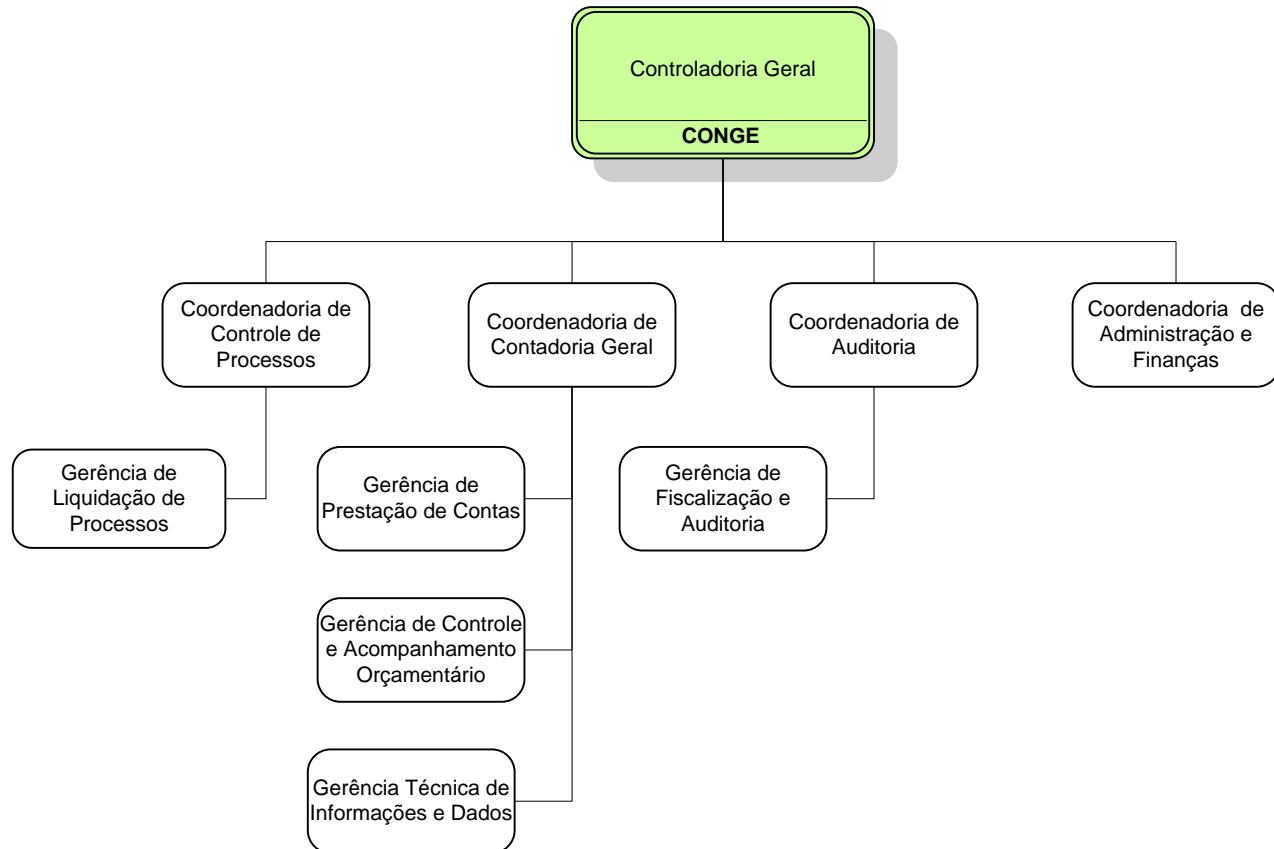 Controladoria Geral
CONGE
Coordenadoria de
Controle de
Processos
Coordenadoria de
Contadoria Geral
Coordenadoria de
Auditoria
Coordenadoria  de
Administração e
Finanças
Gerência de
Liquidação de
Processos
Gerência de
Prestação de Contas
Gerência de
Fiscalização e
Auditoria
Gerência de Controle
e Acompanhamento
Orçamentário
Gerência Técnica de
Informações e Dados